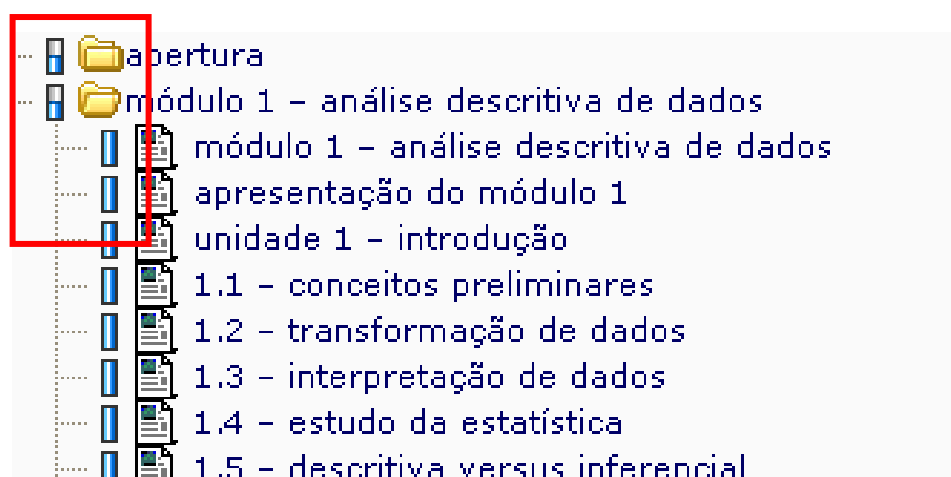 abertura
módulo 1 – análise descritiva de dados
módulo 1 – análise descritiva de dados
apresentação do módulo 1
unidade 1 – introdução
1.1 – conceitos preliminares
1.2 – transformação de dados
1.3 – interpretação de dados
1.4 – estudo da estatística
1.5 – descritiva versus inferencial